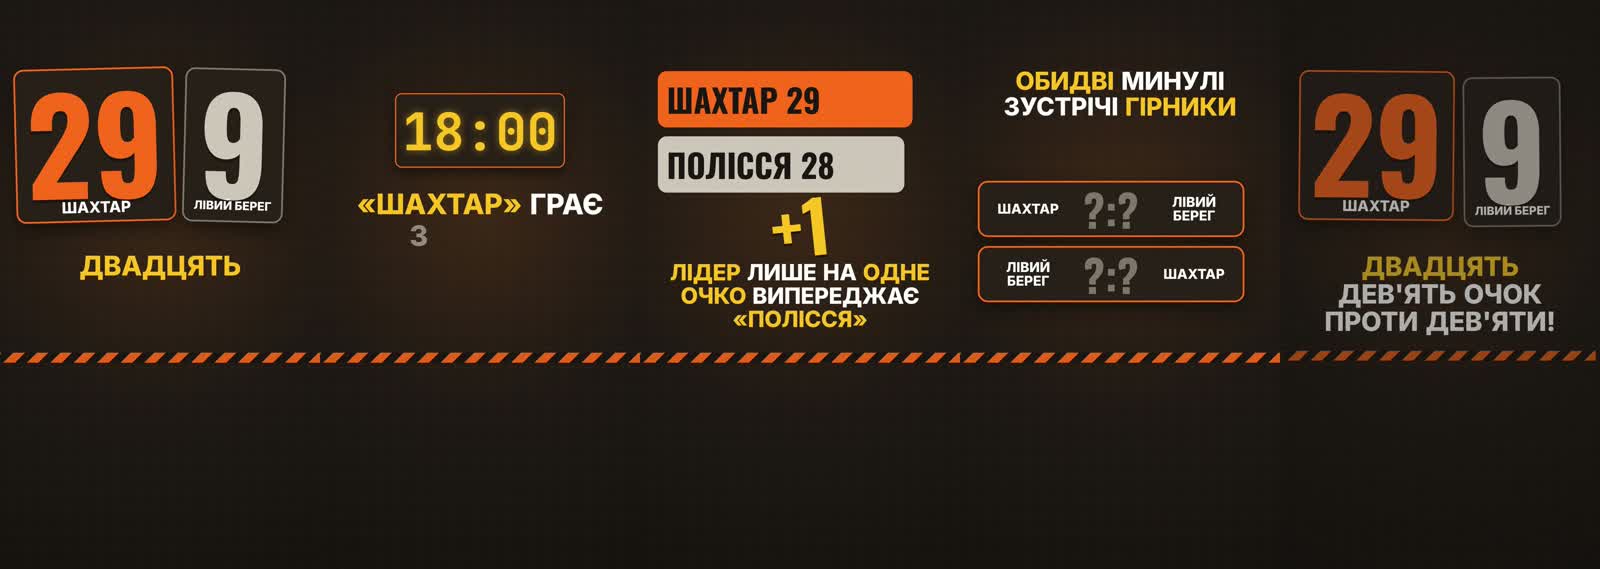 29
ШАХТАР
9
ЛІВИЙ БЕРЕГ
ДВАДЦЯТЬ
18:00
«ШАХТАР» ГРАЄ
З
ШАХТАР 29
ПОЛІССЯ 28
+1
ЛІДЕР ЛИШЕ НА ОДНЕ
ОЧКО ВИПЕРЕДЖАЄ
«ПОЛІССЯ»
ОБИДВІ МИНУЛІ
ЗУСТРІЧІ ГІРНИКИ
ШАХТАР ?:? ЛІВИЙ
БЕРЕГ
ЛІВИЙ
БЕРЕГ ?:? ШАХТАР
29
ШАХТАР
9
ЛІВИЙ БЕРЕГ
ДВАДЦЯТЬ
ДЕВ'ЯТЬ ОЧОК
ПРОТИ ДЕВ'ЯТИ!